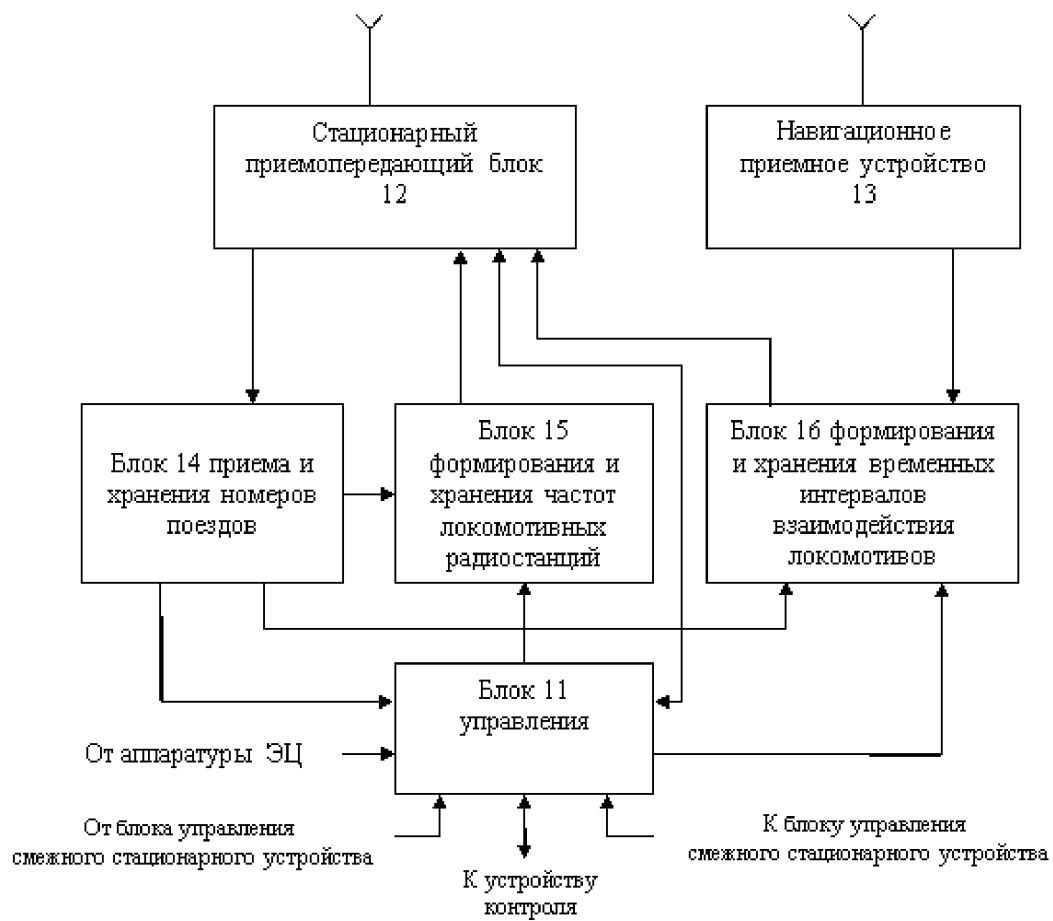 Стационарный
приемопередающий блок
12
Навигационное
приемное устройство
13
Блок 14 приема и
хранения номеров
поездов
Блок 15
формирования и
хранения частот
локомотивных
радиостанций
Блок 16 формирования
и хранения временных
интервалов
взаимодействия
локомотивов
Блок 11
управления
От аппаратуры ЭЦ
От блока управления
смежного стационарного устройства
К устройству
контроля
К блоку управления
смежного стационарного устройства